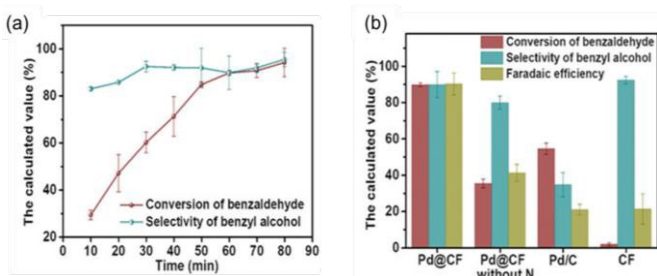 (a)
100
80
60
40
20
The calculated value (%)
Conversion of benzaldehyde
Selectivity of benzyl alcohol
0 10 20 30 40 50 60 70 80 90
Time (min)
(b)
100
80
60
40
20
0
The calculated value (%)
Conversion of benzaldehyde
Selectivity of benzyl alcohol
Faradaic efficiency
Pd@CF Pd@CF Pd/C CF
without N